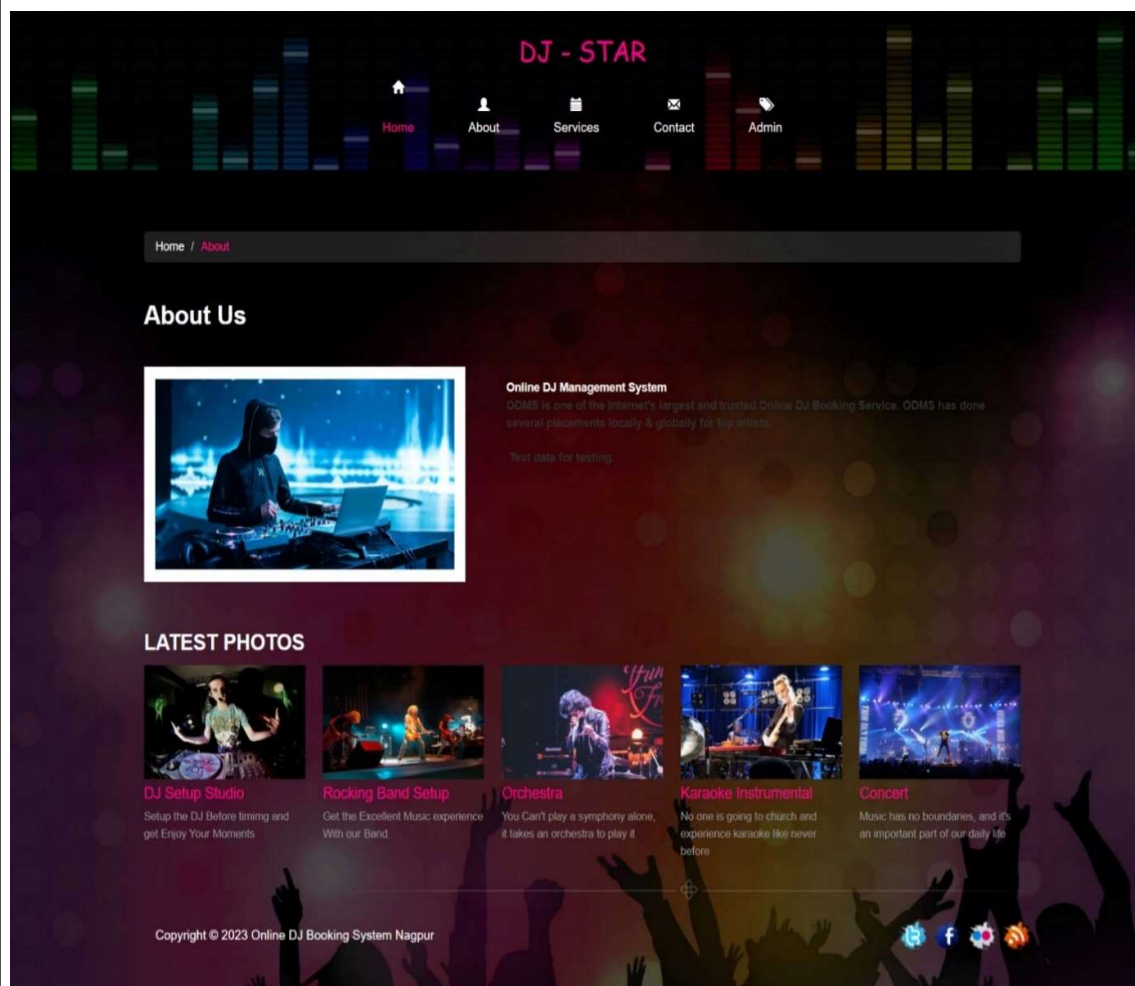 DJ - STAR
Home
About
Services
Contact
Admin
Home / About
About Us
Online DJ Management System
ODMS is one of the Internet's largest and trusted Online DJ Booking Service. ODMS has done
several placements locally & globally for top artists.
Test data for testing.
LATEST PHOTOS
DJ Setup Studio
Setup the DJ Before timimg and
get Enjoy Your Moments
Rocking Band Setup
Get the Excellent Music experience
With our Band.
Orchestra
You Can't play a symphony alone,
it takes an orchestra to play it
Karaoke Instrumental
No one is going to church and
experience karaoke like never
before
Concert
Music has no boundaries, and it's
an important part of our daily life
Copyright © 2023 Online DJ Booking System Nagpur